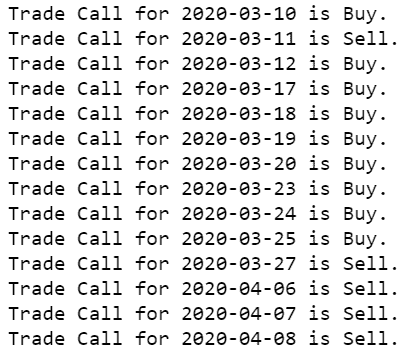 Trade Call for 2020-03-10 is Buy.
Trade Call for 2020-03-11 is Sell.
Trade Call for 2020-03-12 is Buy.
Trade Call for 2020-03-17 is Buy.
Trade Call for 2020-03-18 is Buy.
Trade Call for 2020-03-19 is Buy.
Trade Call for 2020-03-20 is Buy.
Trade Call for 2020-03-23 is Buy.
Trade Call for 2020-03-24 is Buy.
Trade Call for 2020-03-25 is Buy.
Trade Call for 2020-03-27 is Sell.
Trade Call for 2020-04-06 is Sell.
Trade Call for 2020-04-07 is Sell.
Trade Call for 2020-04-08 is Sell.